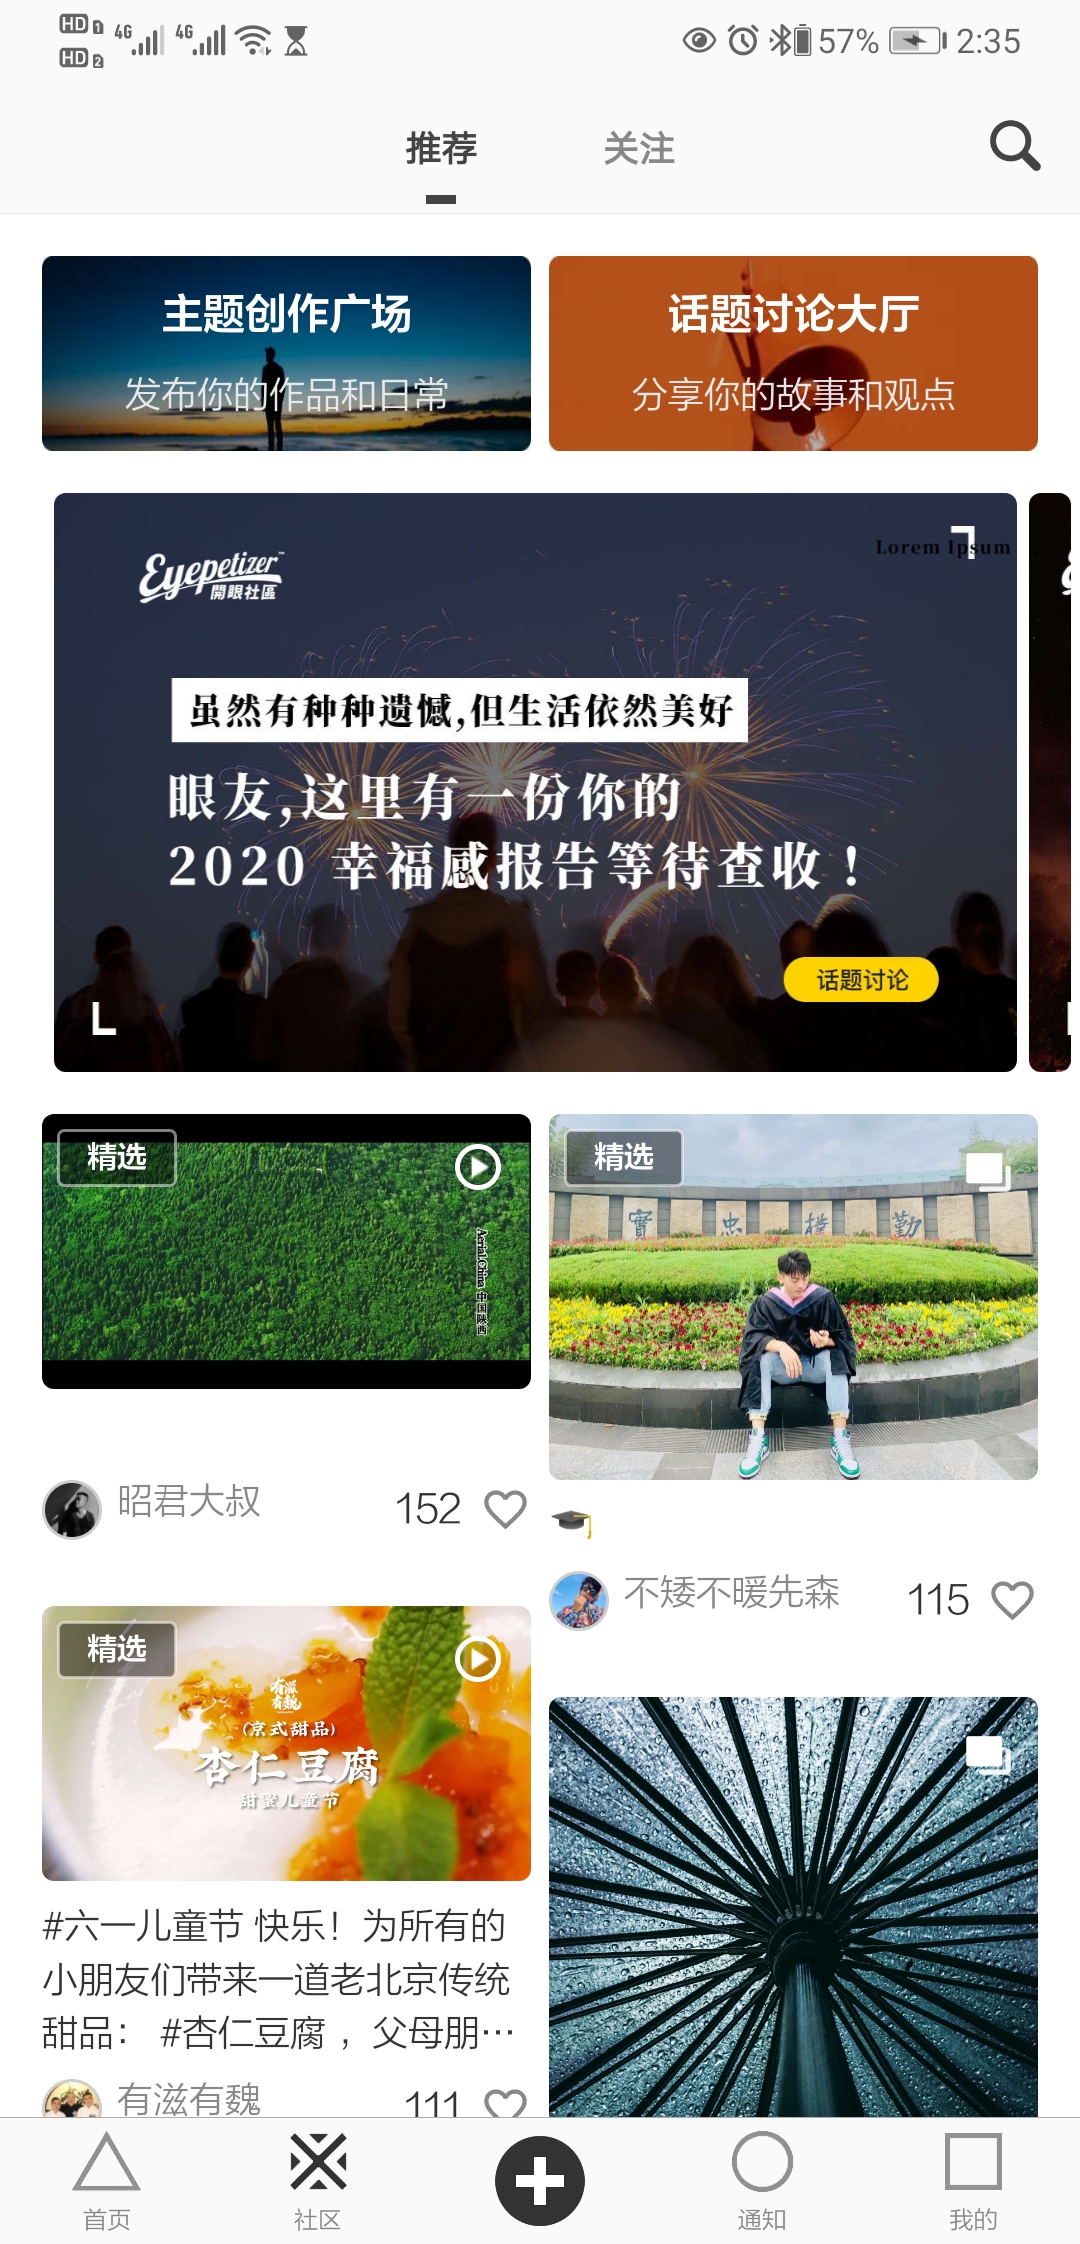 HD 1 4G 4G 57% 2:35
HD 2
推荐 关注
主题创作广场
发布你的作品和日常
话题讨论大厅
分享你的故事和观点
Eyepetizer™
開眼社區
Lorem Ipsum
虽然有种种遗憾,但生活依然美好
眼友,这里有一份你的
2020 幸福感报告等待查收！
话题讨论
精选
Aerial China 中国陕西
昭君大叔 152
精选
實 忠 樸 勤
不矮不暖先森 115
精选
有滋有魏
(京式甜品)
杏仁豆腐
甜蜜儿童节
#六一儿童节 快乐！为所有的
小朋友们带来一道老北京传统
甜品： #杏仁豆腐 ，父母朋…
有滋有魏 111
首页 社区 通知 我的